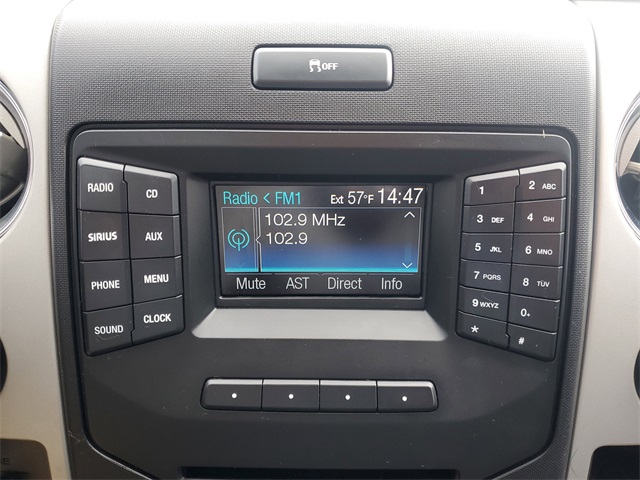 OFF
Radio < FM1 Ext 57°F 14:47
102.9 MHz
102.9
Mute AST Direct Info
RADIO CD
SIRIUS AUX
PHONE MENU
SOUND CLOCK
1 2 ABC
3 DEF 4 GHI
5 JKL 6 MNO
7 PQRS 8 TUV
9 WXYZ 0+
* #